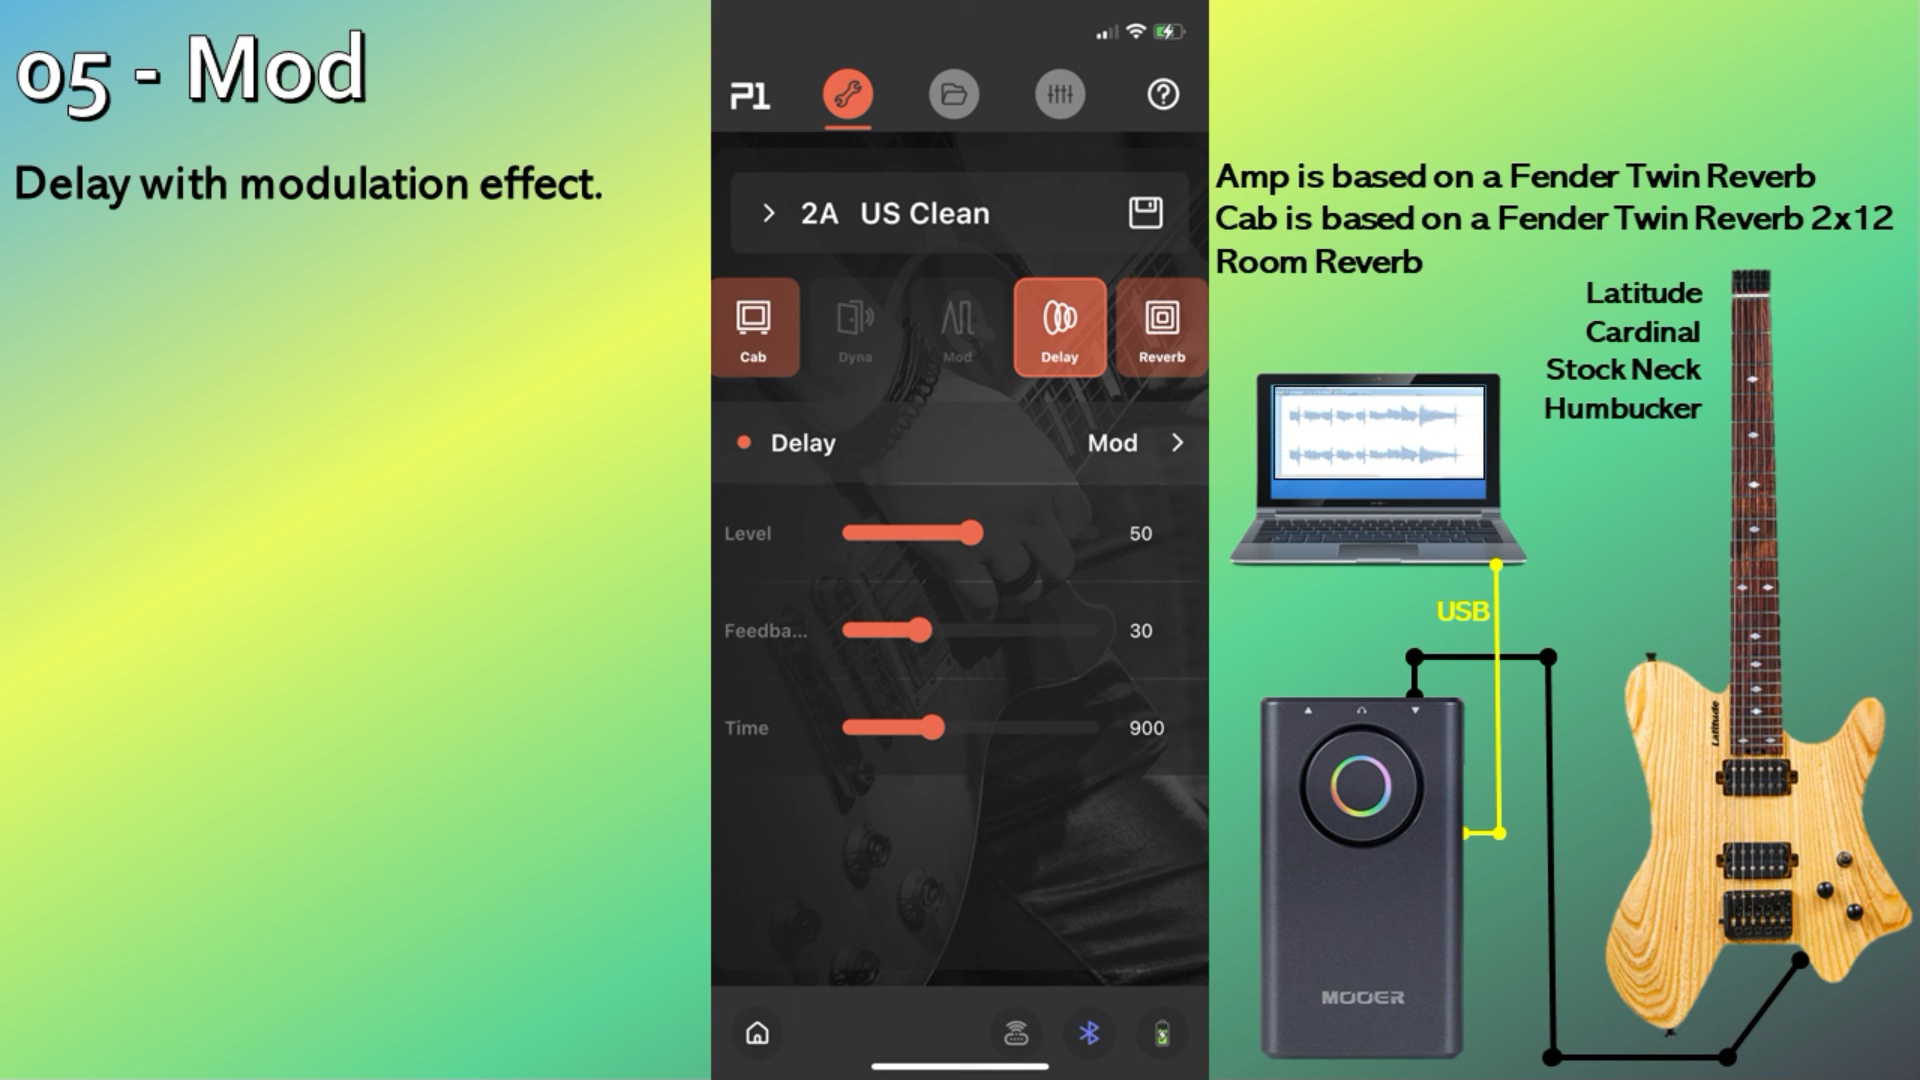 05 - Mod
Delay with modulation effect.
P1
2A US Clean
Cab
Dyna
Mod
Delay
Reverb
Delay
Mod
Level
50
Feedba...
30
Time
900
Amp is based on a Fender Twin Reverb
Cab is based on a Fender Twin Reverb 2x12
Room Reverb
Latitude
Cardinal
Stock Neck
Humbucker
USB
Latitude
MOOER